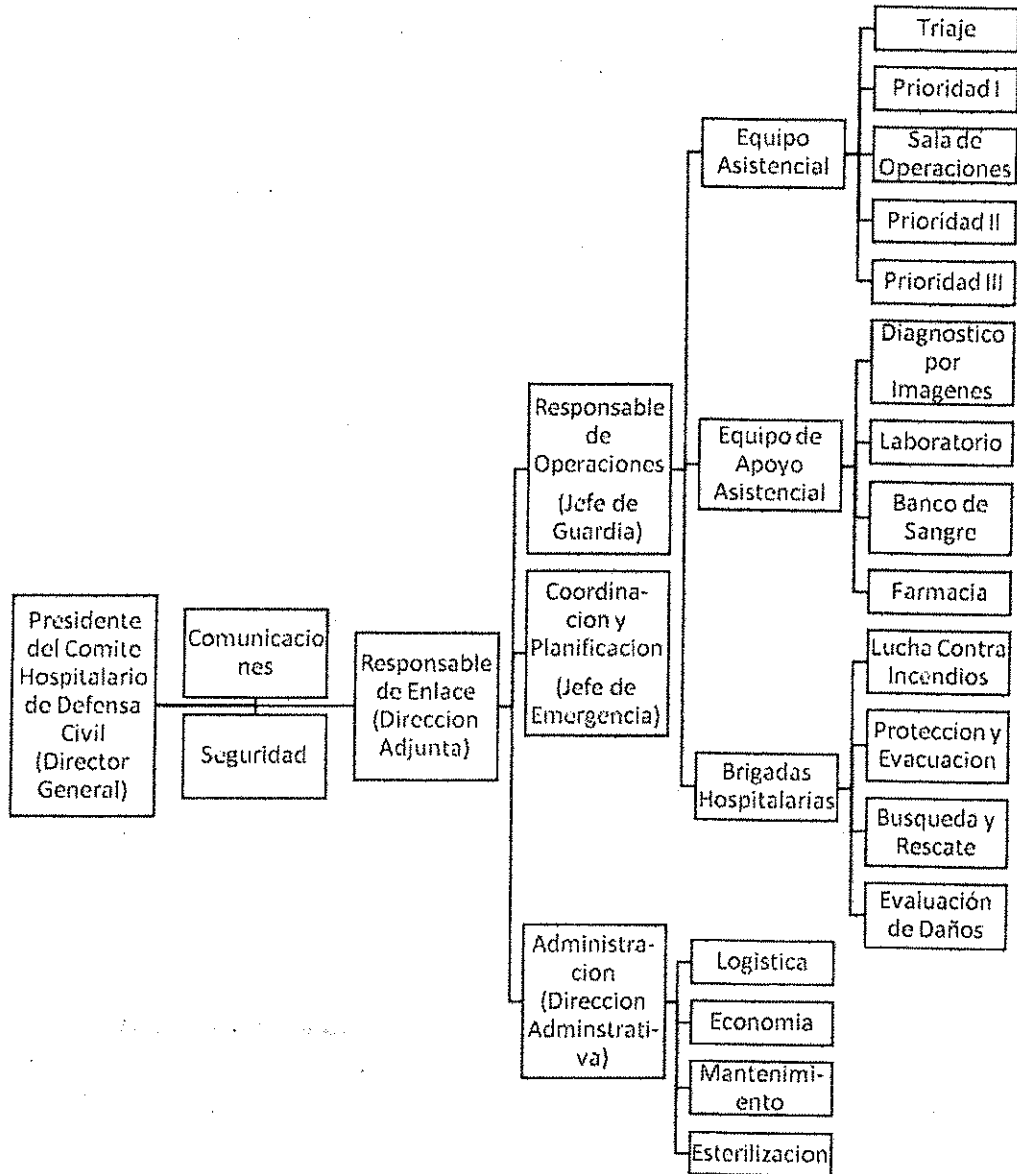 Presidente
del Comite
Hospitalario
de Defensa
Civil
(Director
General)
Comunicacio
nes
Seguridad
Responsable
de Enlace
(Direccion
Adjunta)
Responsable
de
Operaciones
(Jefe de
Guardia)
Equipo
Asistencial
Triaje
Prioridad I
Sala de
Operaciones
Prioridad II
Prioridad III
Equipo de
Apoyo
Asistencial
Diagnostico
por
Imagenes
Laboratorio
Banco de
Sangre
Farmacia
Brigadas
Hospitalarias
Lucha Contra
Incendios
Proteccion y
Evacuacion
Busqueda y
Rescate
Evaluación
de Daños
Coordina-
cion y
Planificacion
(Jefe de
Emergencia)
Administra-
cion
(Direccion
Adminstrati-
va)
Logistica
Economia
Mantenimi-
ento
Esterilizacion